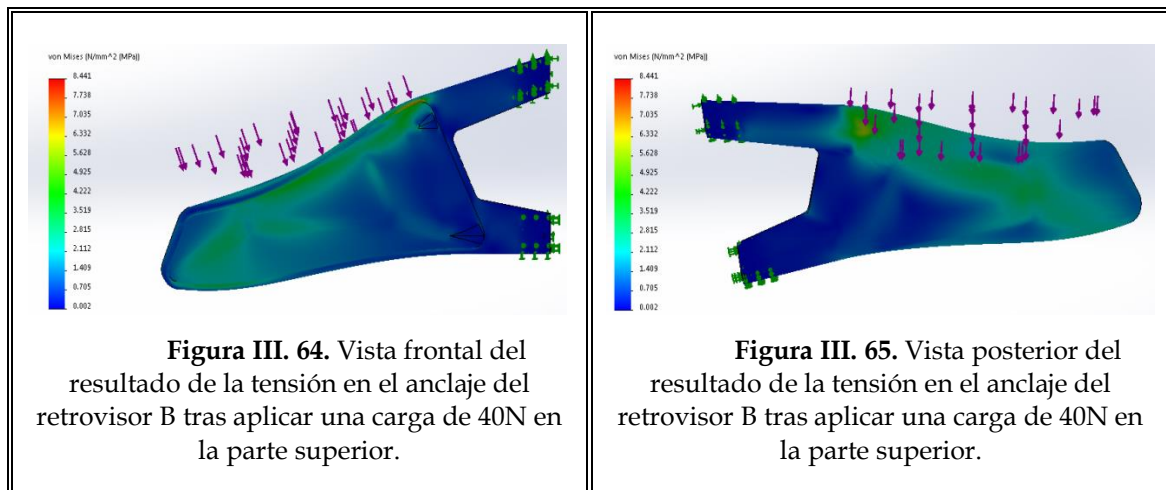 von Mises (N/mm^2 (MPa))
8.441
7.738
7.035
6.332
5.628
4.925
4.222
3.519
2.815
2.112
1.409
0.705
0.002
Figura III. 64. Vista frontal del
resultado de la tensión en el anclaje del
retrovisor B tras aplicar una carga de 40N en
la parte superior.
von Mises (N/mm^2 (MPa))
8.441
7.738
7.035
6.332
5.628
4.925
4.222
3.519
2.815
2.112
1.409
0.705
0.002
Figura III. 65. Vista posterior del
resultado de la tensión en el anclaje del
retrovisor B tras aplicar una carga de 40N en
la parte superior.